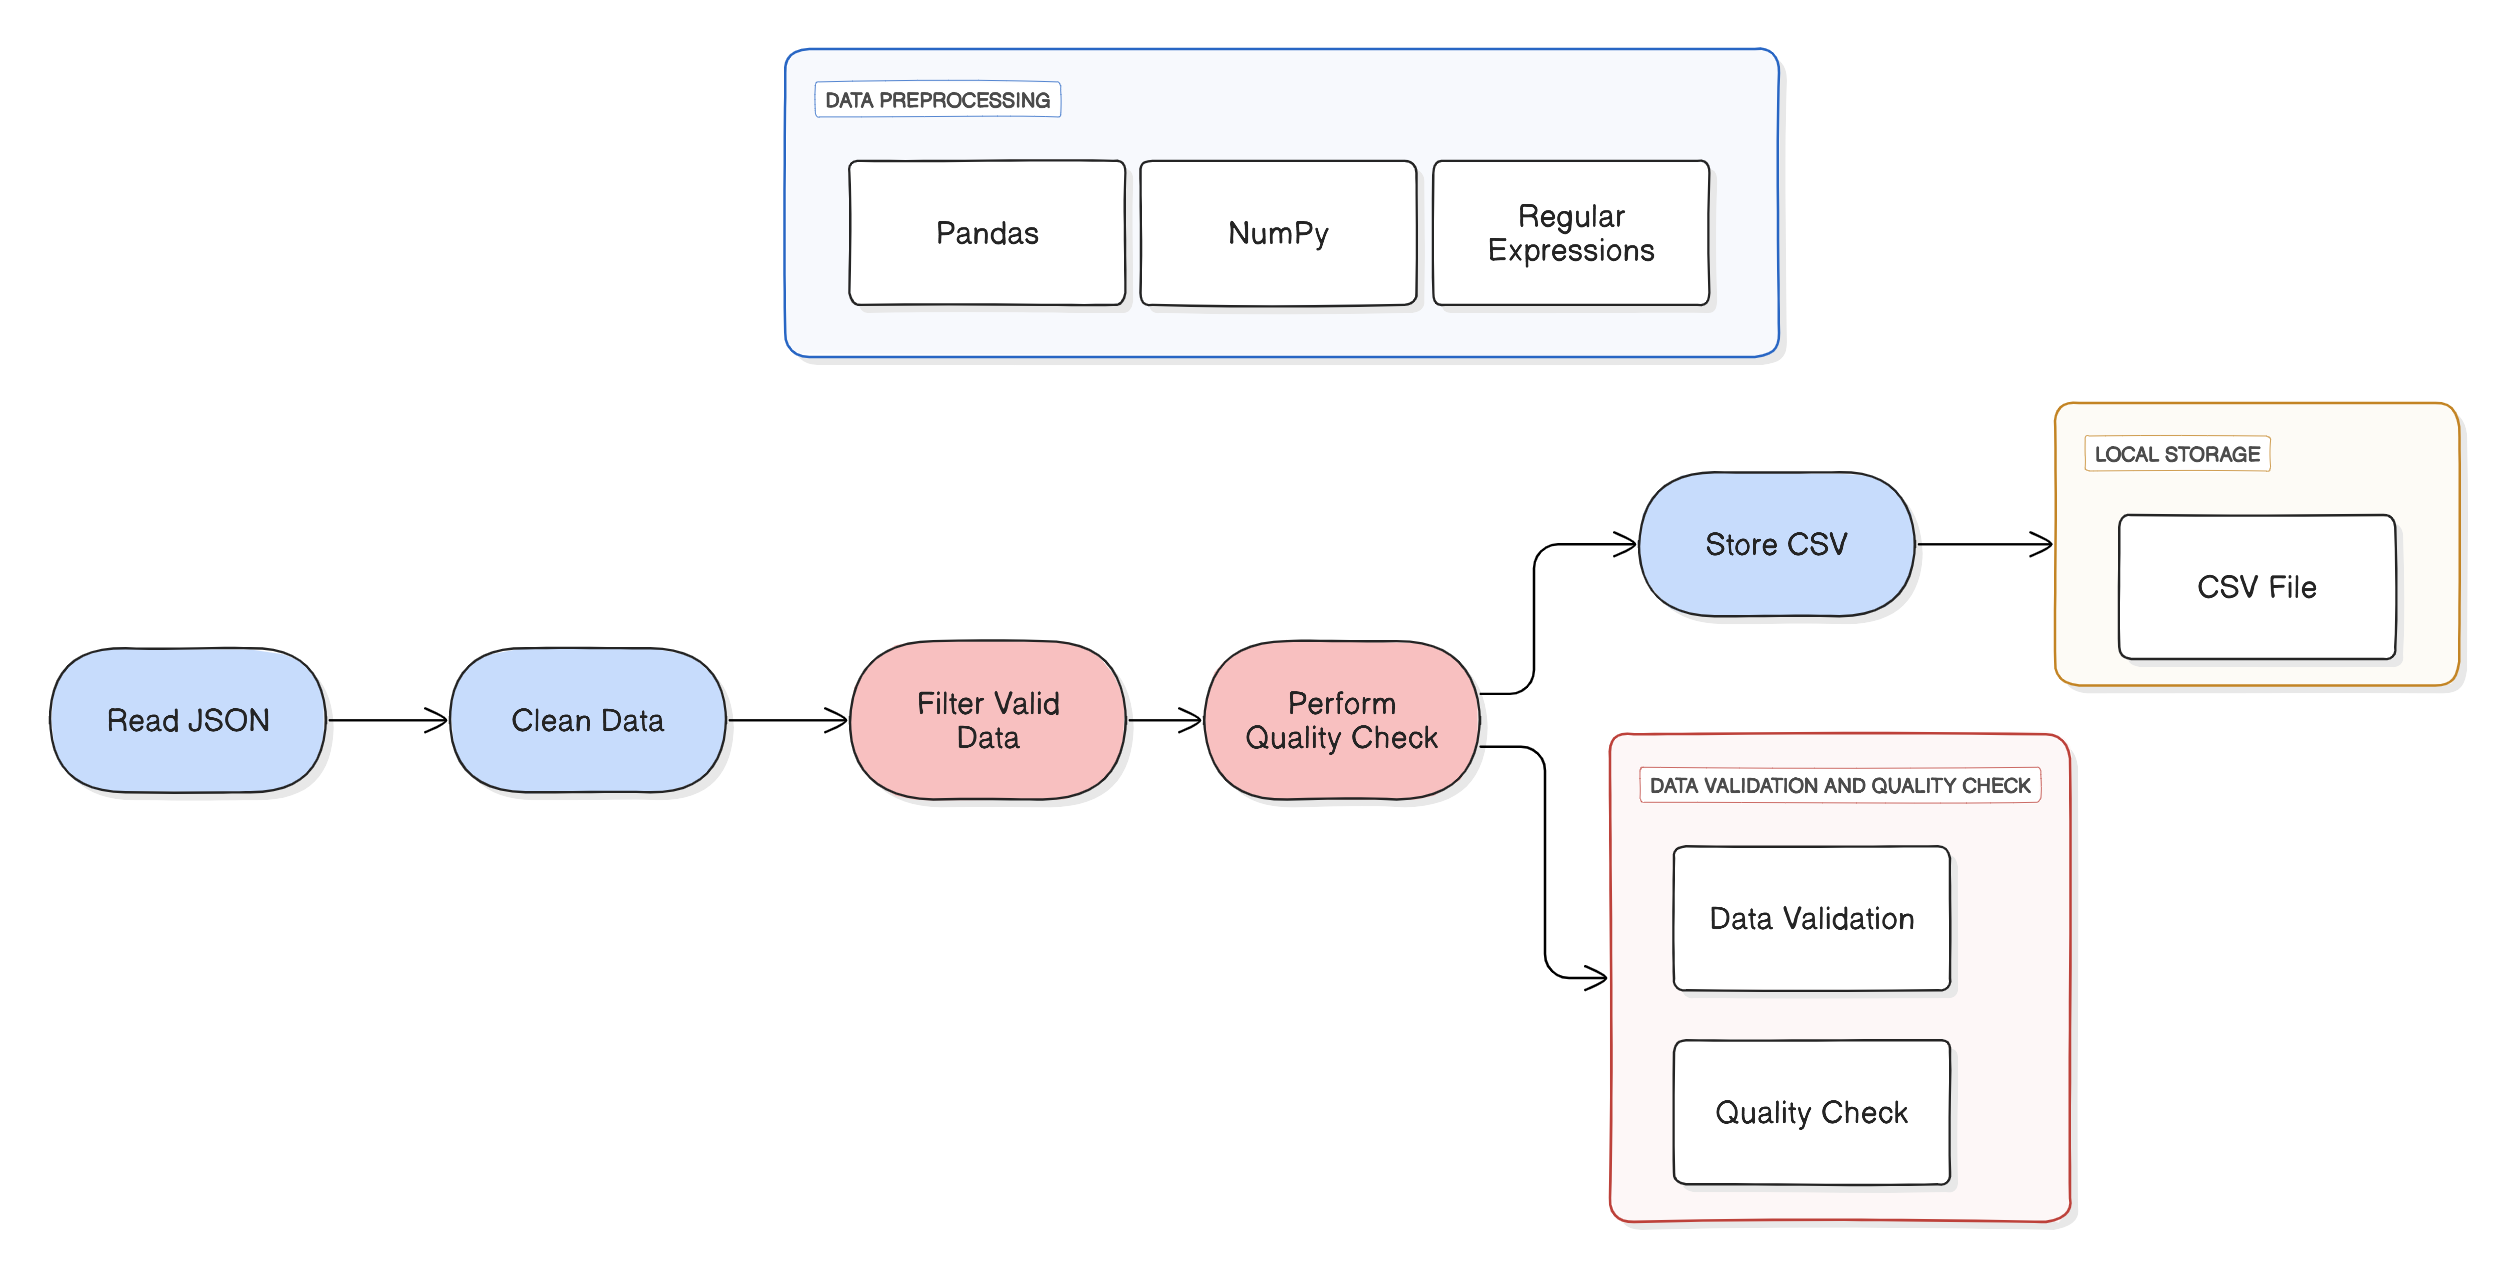 DATA PREPROCESSING
Pandas
NumPy
Regular
Expressions
LOCAL STORAGE
Store CSV
CSV File
Read JSON
Clean Data
Filter Valid
Data
Perform
Quality Check
DATA VALIDATION AND QUALITY CHECK
Data Validation
Quality Check